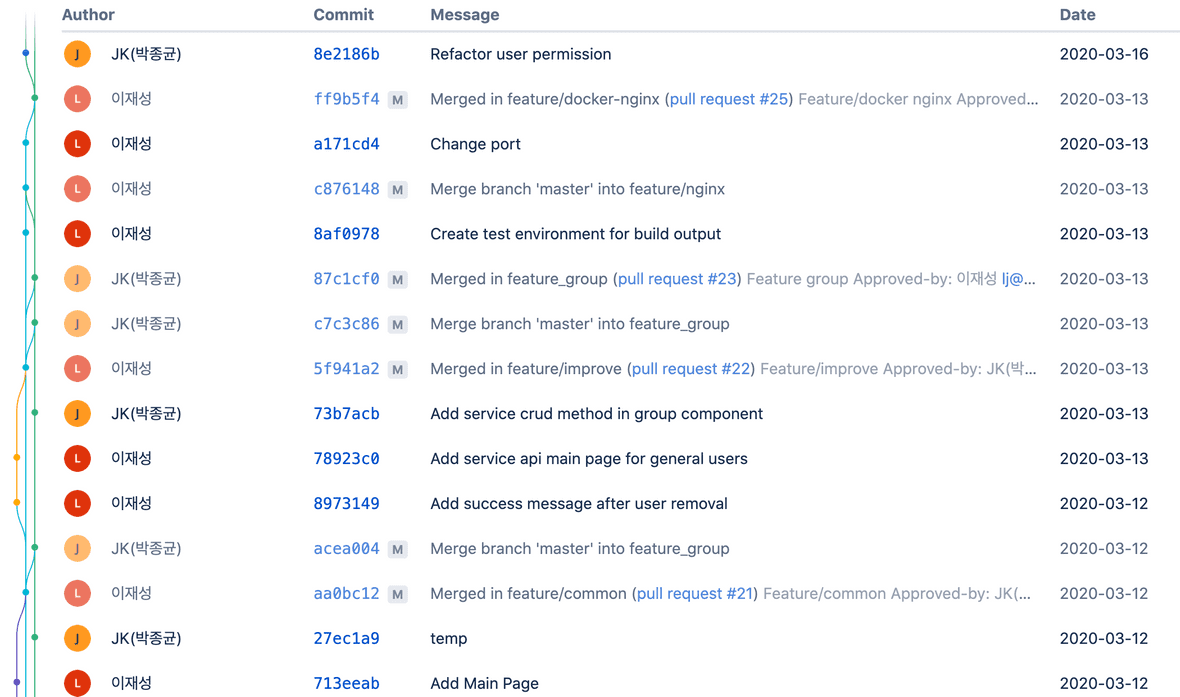 Author Commit Message Date
J JK(박종균) 8e2186b Refactor user permission 2020-03-16
L 이재성 ff9b5f4 M Merged in feature/docker-nginx (pull request #25) Feature/docker nginx Approved... 2020-03-13
L 이재성 a171cd4 Change port 2020-03-13
L 이재성 c876148 M Merge branch 'master' into feature/nginx 2020-03-13
L 이재성 8af0978 Create test environment for build output 2020-03-13
J JK(박종균) 87c1cf0 M Merged in feature_group (pull request #23) Feature group Approved-by: 이재성 lj@... 2020-03-13
J JK(박종균) c7c3c86 M Merge branch 'master' into feature_group 2020-03-13
L 이재성 5f941a2 M Merged in feature/improve (pull request #22) Feature/improve Approved-by: JK(박... 2020-03-13
J JK(박종균) 73b7acb Add service crud method in group component 2020-03-13
L 이재성 78923c0 Add service api main page for general users 2020-03-13
L 이재성 8973149 Add success message after user removal 2020-03-12
J JK(박종균) acea004 M Merge branch 'master' into feature_group 2020-03-12
L 이재성 aa0bc12 M Merged in feature/common (pull request #21) Feature/common Approved-by: JK(... 2020-03-12
J JK(박종균) 27ec1a9 temp 2020-03-12
L 이재성 713eeab Add Main Page 2020-03-12